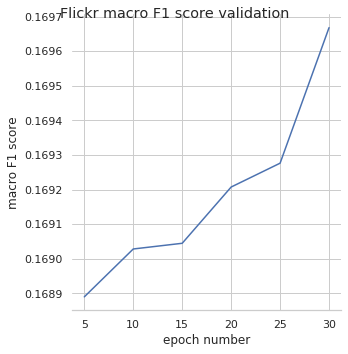 Flickr macro F1 score validation
0.1697
0.1696
0.1695
0.1694
0.1693
0.1692
0.1691
0.1690
0.1689
macro F1 score
5 10 15 20 25 30
epoch number